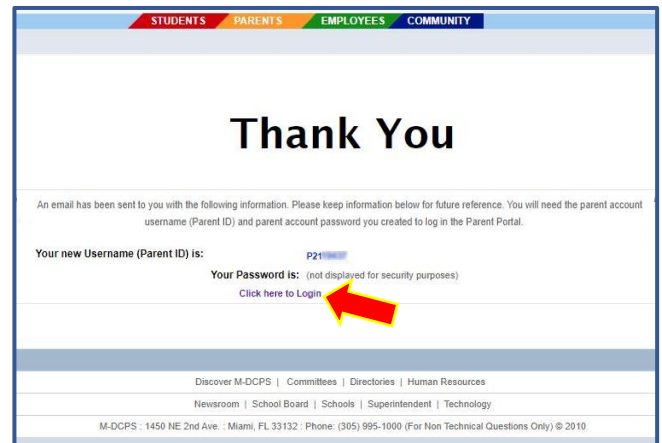 STUDENTS PARENTS EMPLOYEES COMMUNITY
Thank You
An email has been sent to you with the following information. Please keep information below for future reference. You will need the parent account
username (Parent ID) and parent account password you created to log in the Parent Portal.
Your new Username (Parent ID) is: P21
Your Password is: (not displayed for security purposes)
Click here to Login
Discover M-DCPS | Committees | Directories | Human Resources
Newsroom | School Board | Schools | Superintendent | Technology
M-DCPS : 1450 NE 2nd Ave. : Miami, FL 33132 : Phone: (305) 995-1000 (For Non Technical Questions Only) © 2010